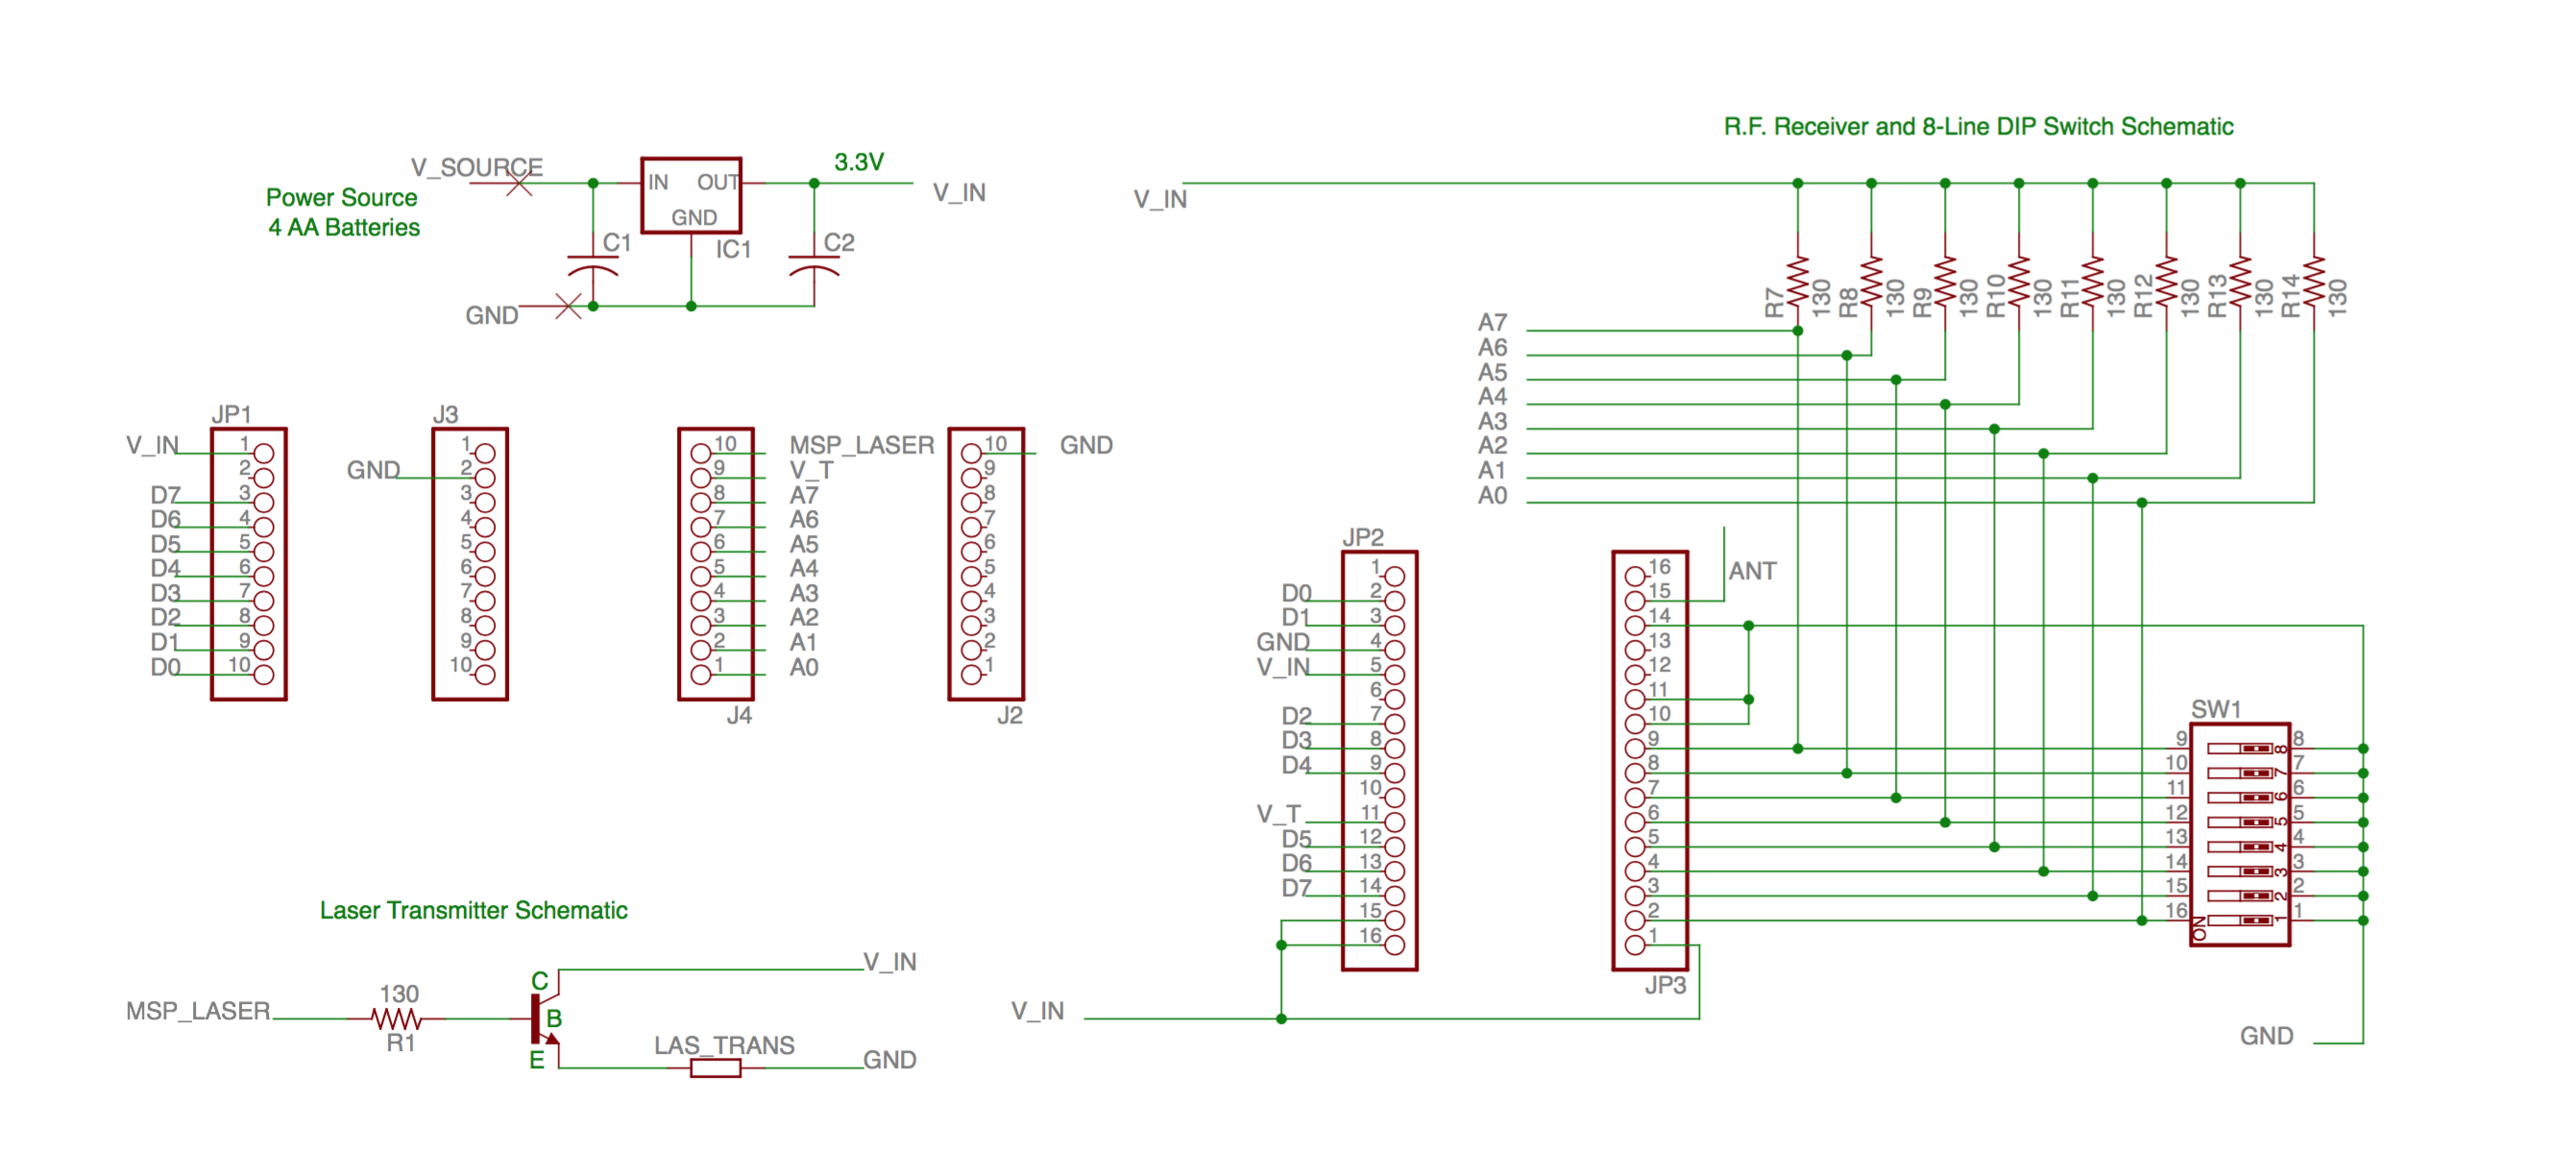 R.F. Receiver and 8-Line DIP Switch Schematic
V_SOURCE
Power Source
4 AA Batteries
IN OUT
GND
IC1
C1
C2
3.3V
V_IN
GND
V_IN
R7 130
R8 130
R9 130
R10 130
R11 130
R12 130
R13 130
R14 130
A7
A6
A5
A4
A3
A2
A1
A0
JP1
V_IN 1
2
D7 3
D6 4
D5 5
D4 6
D3 7
D2 8
D1 9
D0 10
J3
1
GND 2
3
4
5
6
7
8
9
10
10 MSP_LASER
9 V_T
8 A7
7 A6
6 A5
5 A4
4 A3
3 A2
2 A1
1 A0
J4
10 GND
9
8
7
6
5
4
3
2
1
J2
JP2
1
D0 2
D1 3
GND 4
V_IN 5
6
D2 7
D3 8
D4 9
10
V_T 11
D5 12
D6 13
D7 14
15
16
ANT
16
15
14
13
12
11
10
9
8
7
6
5
4
3
2
1
JP3
SW1
9 8 8
10 7 7
11 6 6
12 5 5
13 4 4
14 3 3
15 2 2
16 1 1
ON
GND
V_IN
Laser Transmitter Schematic
MSP_LASER
130
R1
C
B
E
V_IN
LAS_TRANS
GND